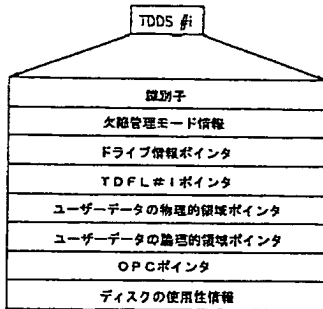 TDDS #i
識別子
欠陥管理モード情報
ドライブ情報ポインタ
TDFL#iポインタ
ユーザーデータの物理的領域ポインタ
ユーザーデータの論理的領域ポインタ
OPCポインタ
ディスクの使用性情報